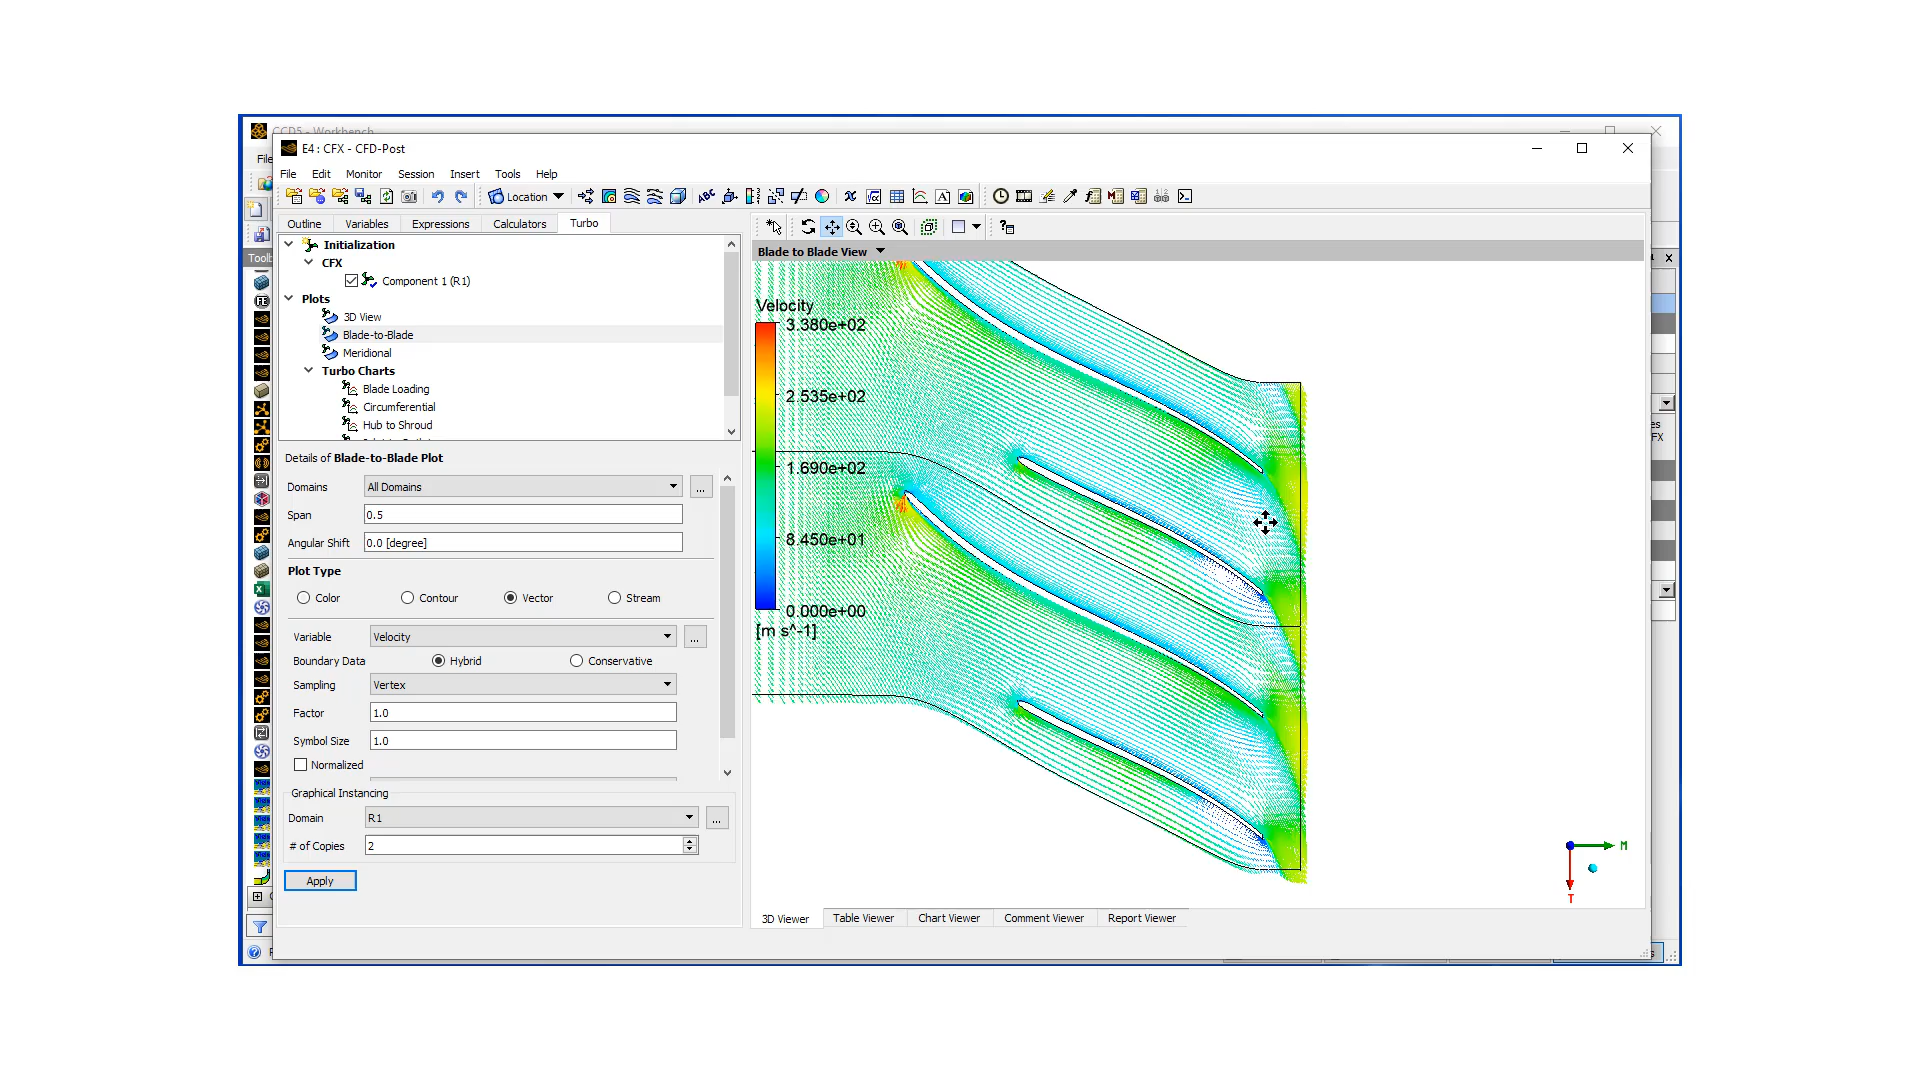 CCD5 - Workbench
File
E4 : CFX - CFD-Post
File Edit Monitor Session Insert Tools Help
Location
Outline Variables Expressions Calculators Turbo
Initialization
CFX
Component 1 (R1)
Plots
3D View
Blade-to-Blade
Meridional
Turbo Charts
Blade Loading
Circumferential
Hub to Shroud
Details of Blade-to-Blade Plot
Domains All Domains ...
Span 0.5
Angular Shift 0.0 [degree]
Plot Type
Color Contour Vector Stream
Variable Velocity ...
Boundary Data Hybrid Conservative
Sampling Vertex
Factor 1.0
Symbol Size 1.0
Normalized
Graphical Instancing
Domain R1 ...
# of Copies 2
Apply
Blade to Blade View
Velocity
3.380e+02
2.535e+02
1.690e+02
8.450e+01
0.000e+00
[m s^-1]
M
T
3D Viewer Table Viewer Chart Viewer Comment Viewer Report Viewer